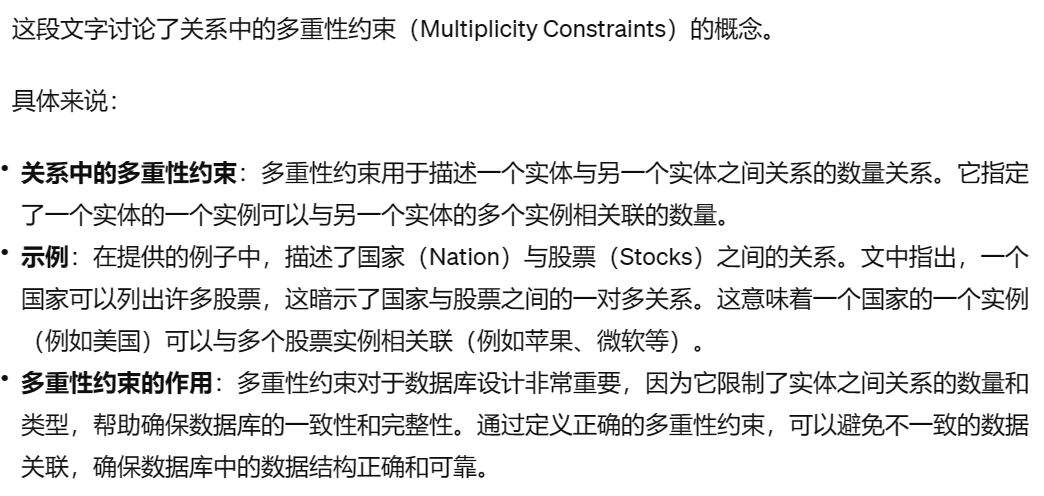 这段文字讨论了关系中的多重性约束（Multiplicity Constraints）的概念。
具体来说：
• 关系中的多重性约束：多重性约束用于描述一个实体与另一个实体之间关系的数量关系。它指定
了一个实体的一个实例可以与另一个实体的多个实例相关联的数量。
• 示例：在提供的例子中，描述了国家（Nation）与股票（Stocks）之间的关系。文中指出，一个
国家可以列出许多股票，这暗示了国家与股票之间的一对多关系。这意味着一个国家的一个实例
（例如美国）可以与多个股票实例相关联（例如苹果、微软等）。
• 多重性约束的作用：多重性约束对于数据库设计非常重要，因为它限制了实体之间关系的数量和
类型，帮助确保数据库的一致性和完整性。通过定义正确的多重性约束，可以避免不一致的数据
关联，确保数据库中的数据结构正确和可靠。